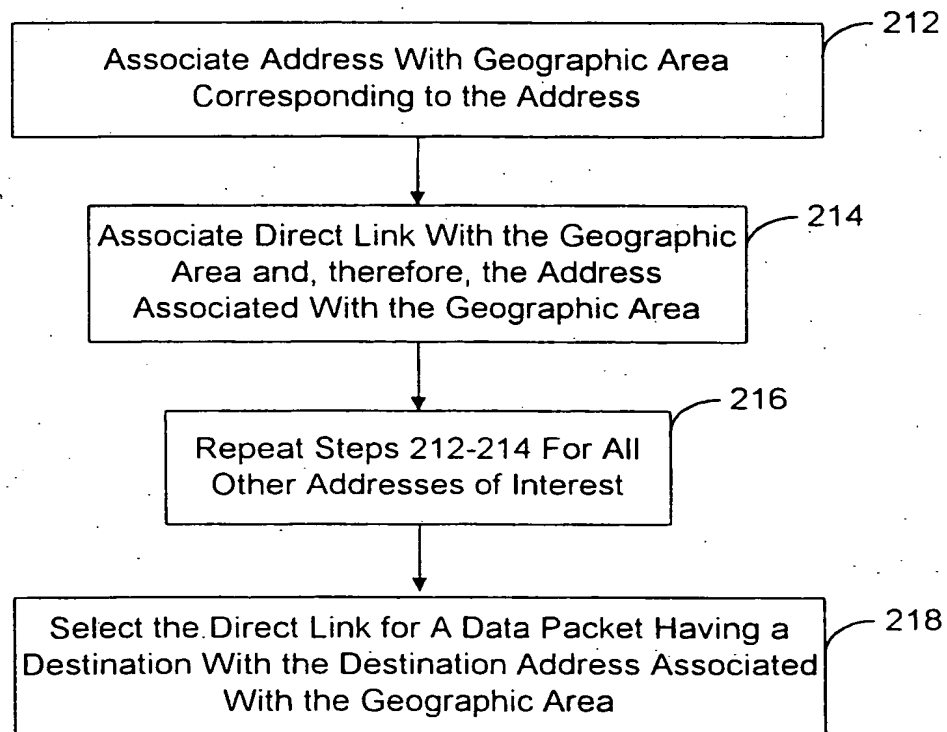 212
Associate Address With Geographic Area
Corresponding to the Address
214
Associate Direct Link With the Geographic
Area and, therefore, the Address
Associated With the Geographic Area
216
Repeat Steps 212-214 For All
Other Addresses of Interest
218
Select the Direct Link for A Data Packet Having a
Destination With the Destination Address Associated
With the Geographic Area